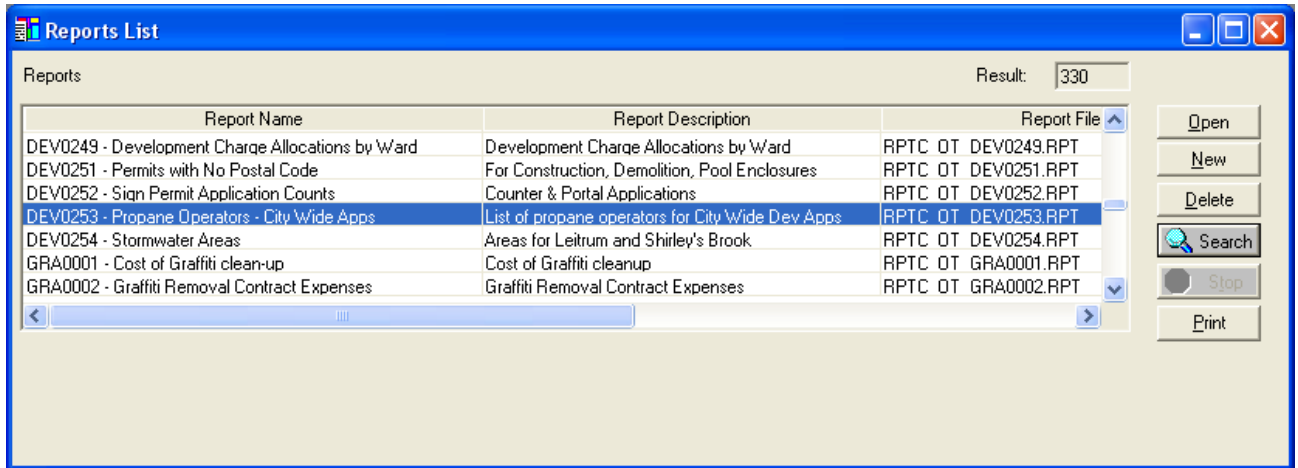 Reports List
Reports Result: 330
Report Name Report Description Report File
DEV0249 - Development Charge Allocations by Ward Development Charge Allocations by Ward RPTC OT DEV0249.RPT
DEV0251 - Permits with No Postal Code For Construction, Demolition, Pool Enclosures RPTC OT DEV0251.RPT
DEV0252 - Sign Permit Application Counts Counter & Portal Applications RPTC OT DEV0252.RPT
DEV0253 - Propane Operators - City Wide Apps List of propane operators for City Wide Dev Apps RPTC OT DEV0253.RPT
DEV0254 - Stormwater Areas Areas for Leitrum and Shirley's Brook RPTC OT DEV0254.RPT
GRA0001 - Cost of Graffiti clean-up Cost of Graffiti cleanup RPTC OT GRA0001.RPT
GRA0002 - Graffiti Removal Contract Expenses Graffiti Removal Contract Expenses RPTC OT GRA0002.RPT
Open
New
Delete
Search
Stop
Print